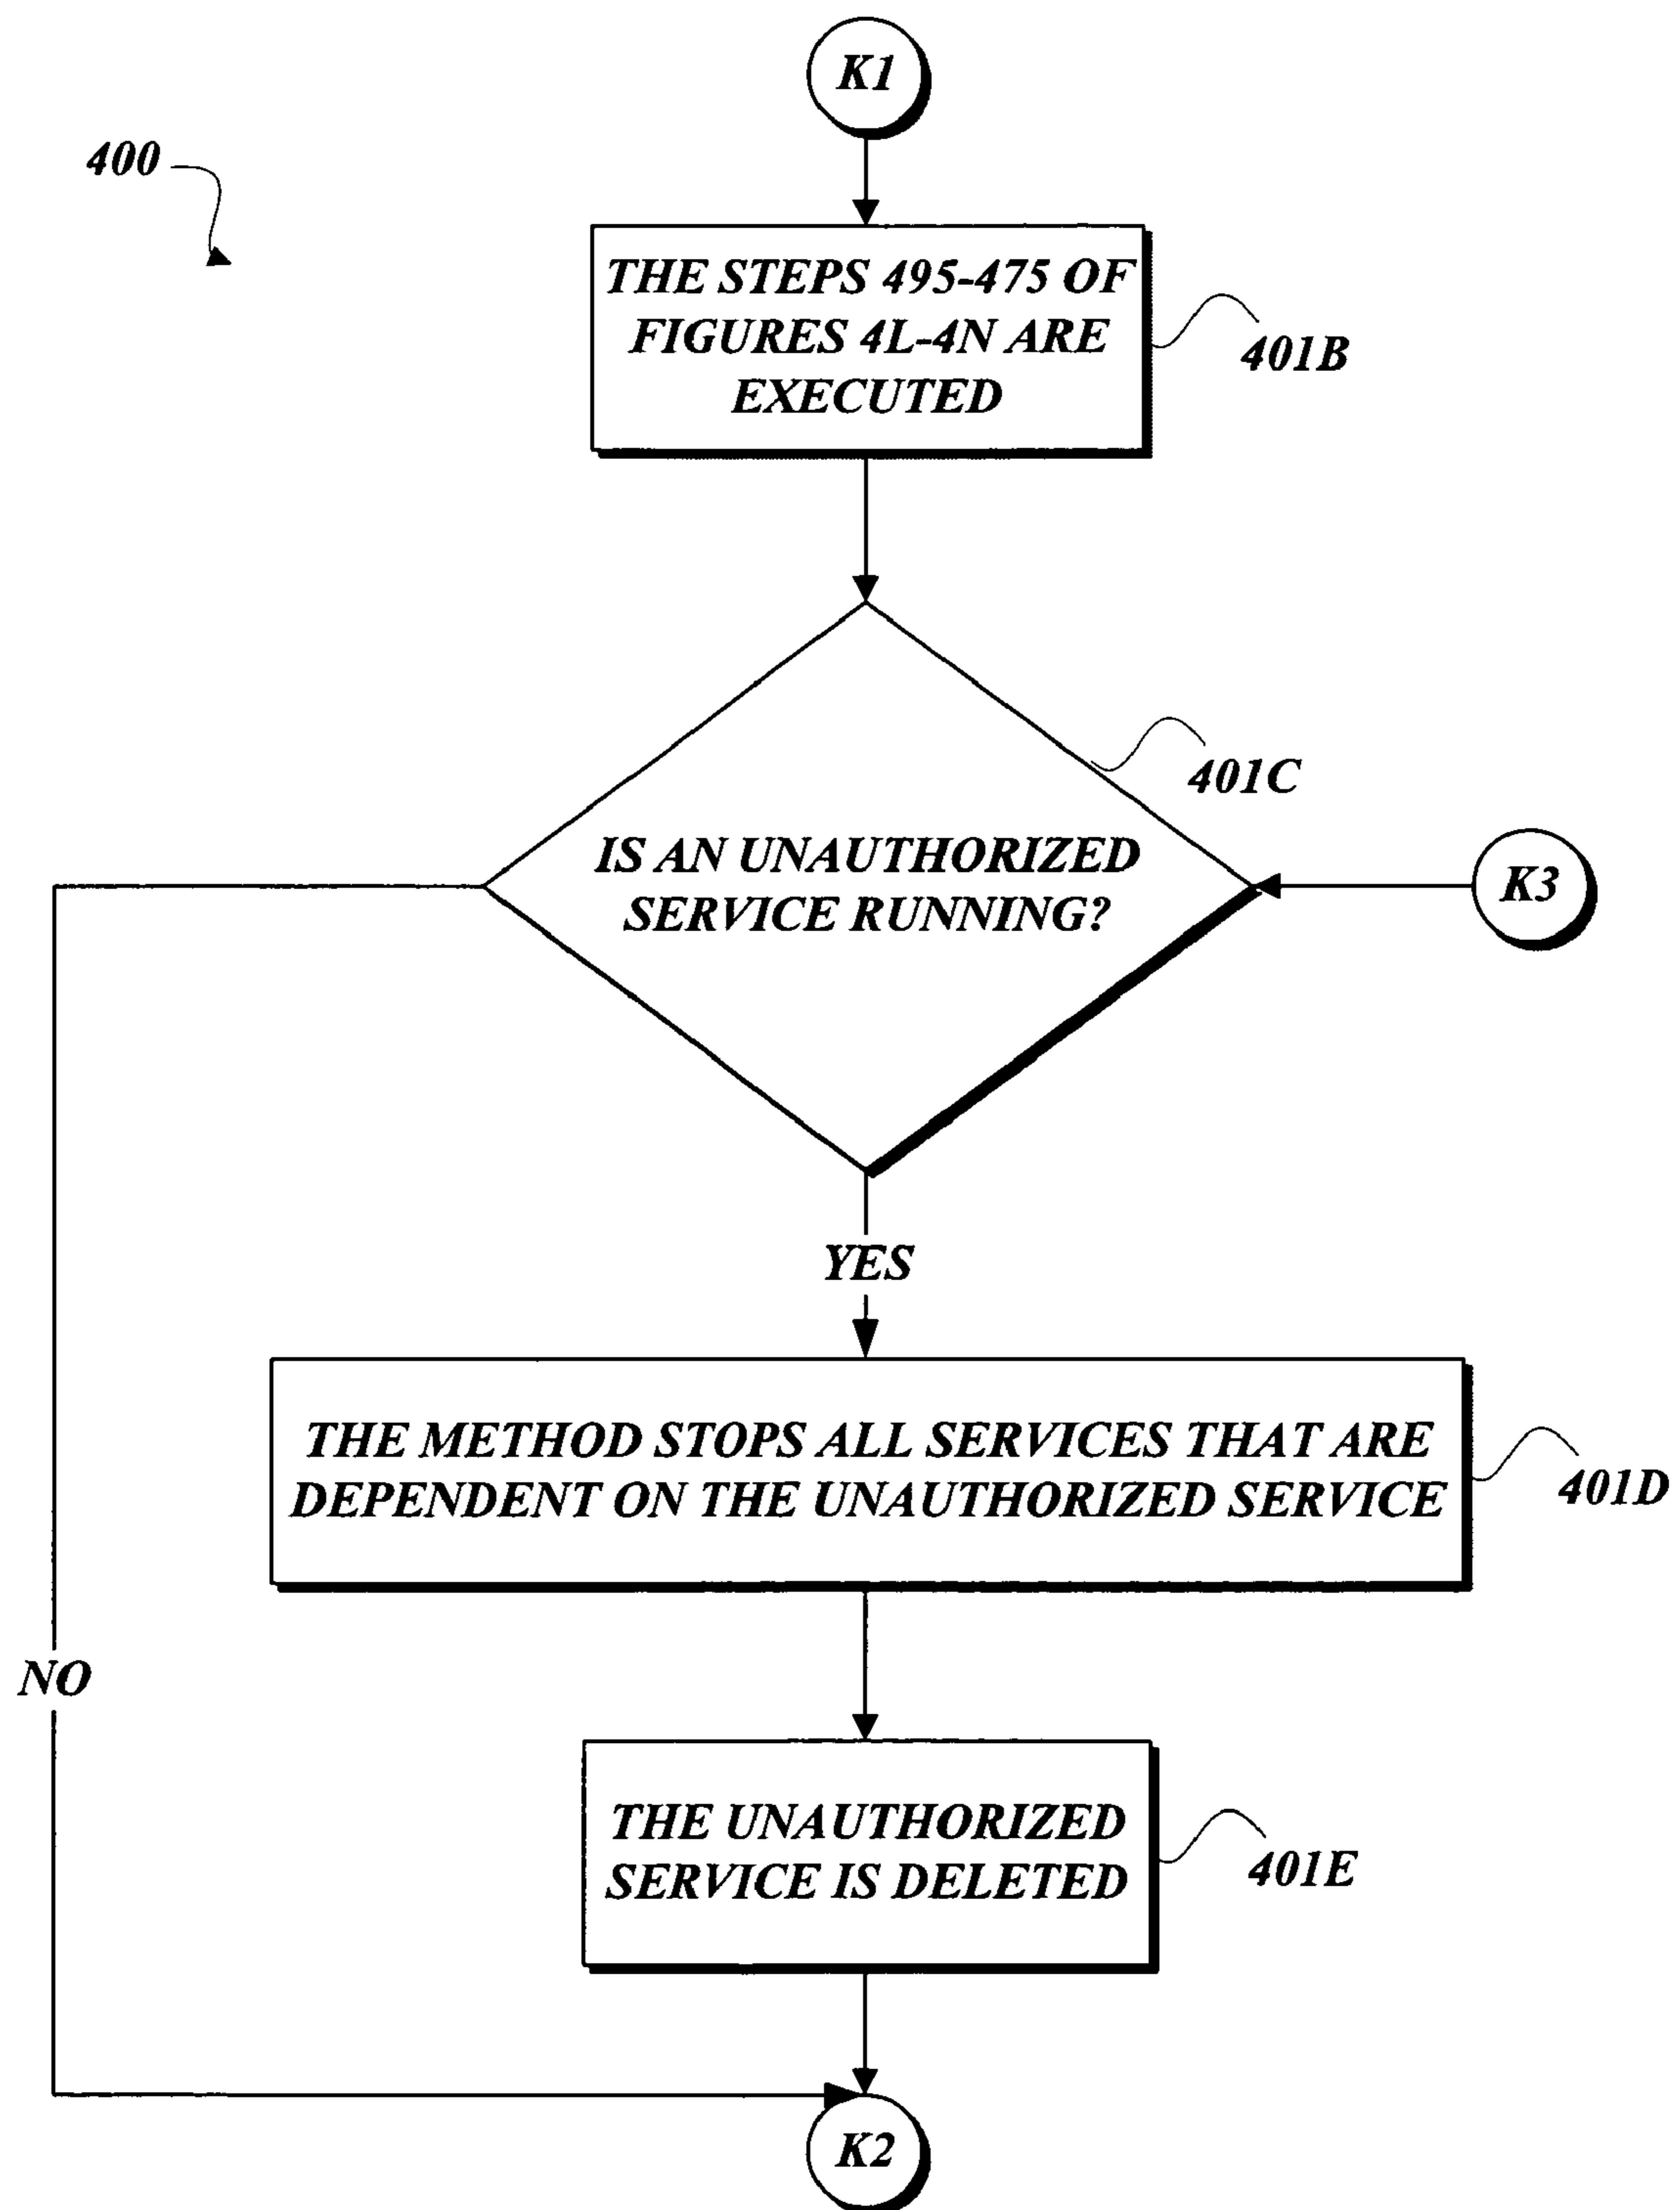 K1
400
THE STEPS 495-475 OF
FIGURES 4L-4N ARE
EXECUTED
401B
401C
IS AN UNAUTHORIZED
SERVICE RUNNING?
K3
YES
THE METHOD STOPS ALL SERVICES THAT ARE
DEPENDENT ON THE UNAUTHORIZED SERVICE
401D
NO
THE UNAUTHORIZED
SERVICE IS DELETED
401E
K2